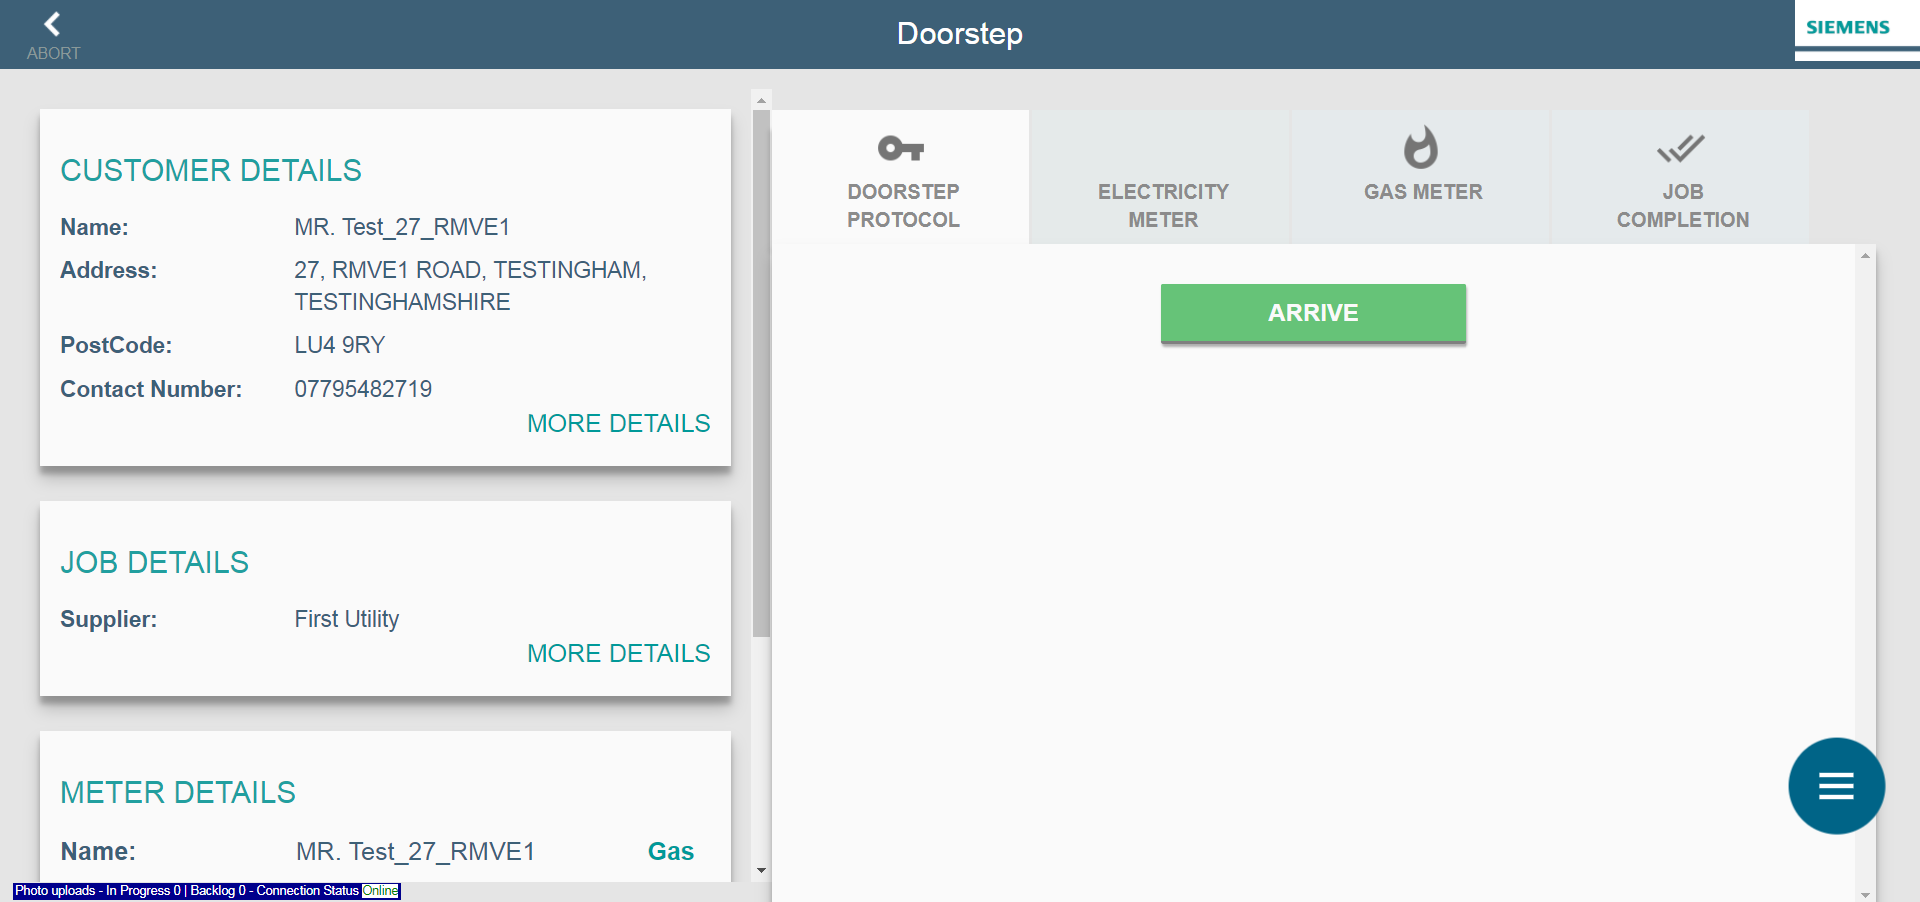 ABORT
Doorstep
SIEMENS
CUSTOMER DETAILS
Name: MR. Test_27_RMVE1
Address: 27, RMVE1 ROAD, TESTINGHAM,
TESTINGHAMSHIRE
PostCode: LU4 9RY
Contact Number: 07795482719
MORE DETAILS
JOB DETAILS
Supplier: First Utility
MORE DETAILS
METER DETAILS
Name: MR. Test_27_RMVE1 Gas
Photo uploads - In Progress 0 | Backlog 0 - Connection Status Online
DOORSTEP
PROTOCOL
ELECTRICITY
METER
GAS METER
JOB
COMPLETION
ARRIVE